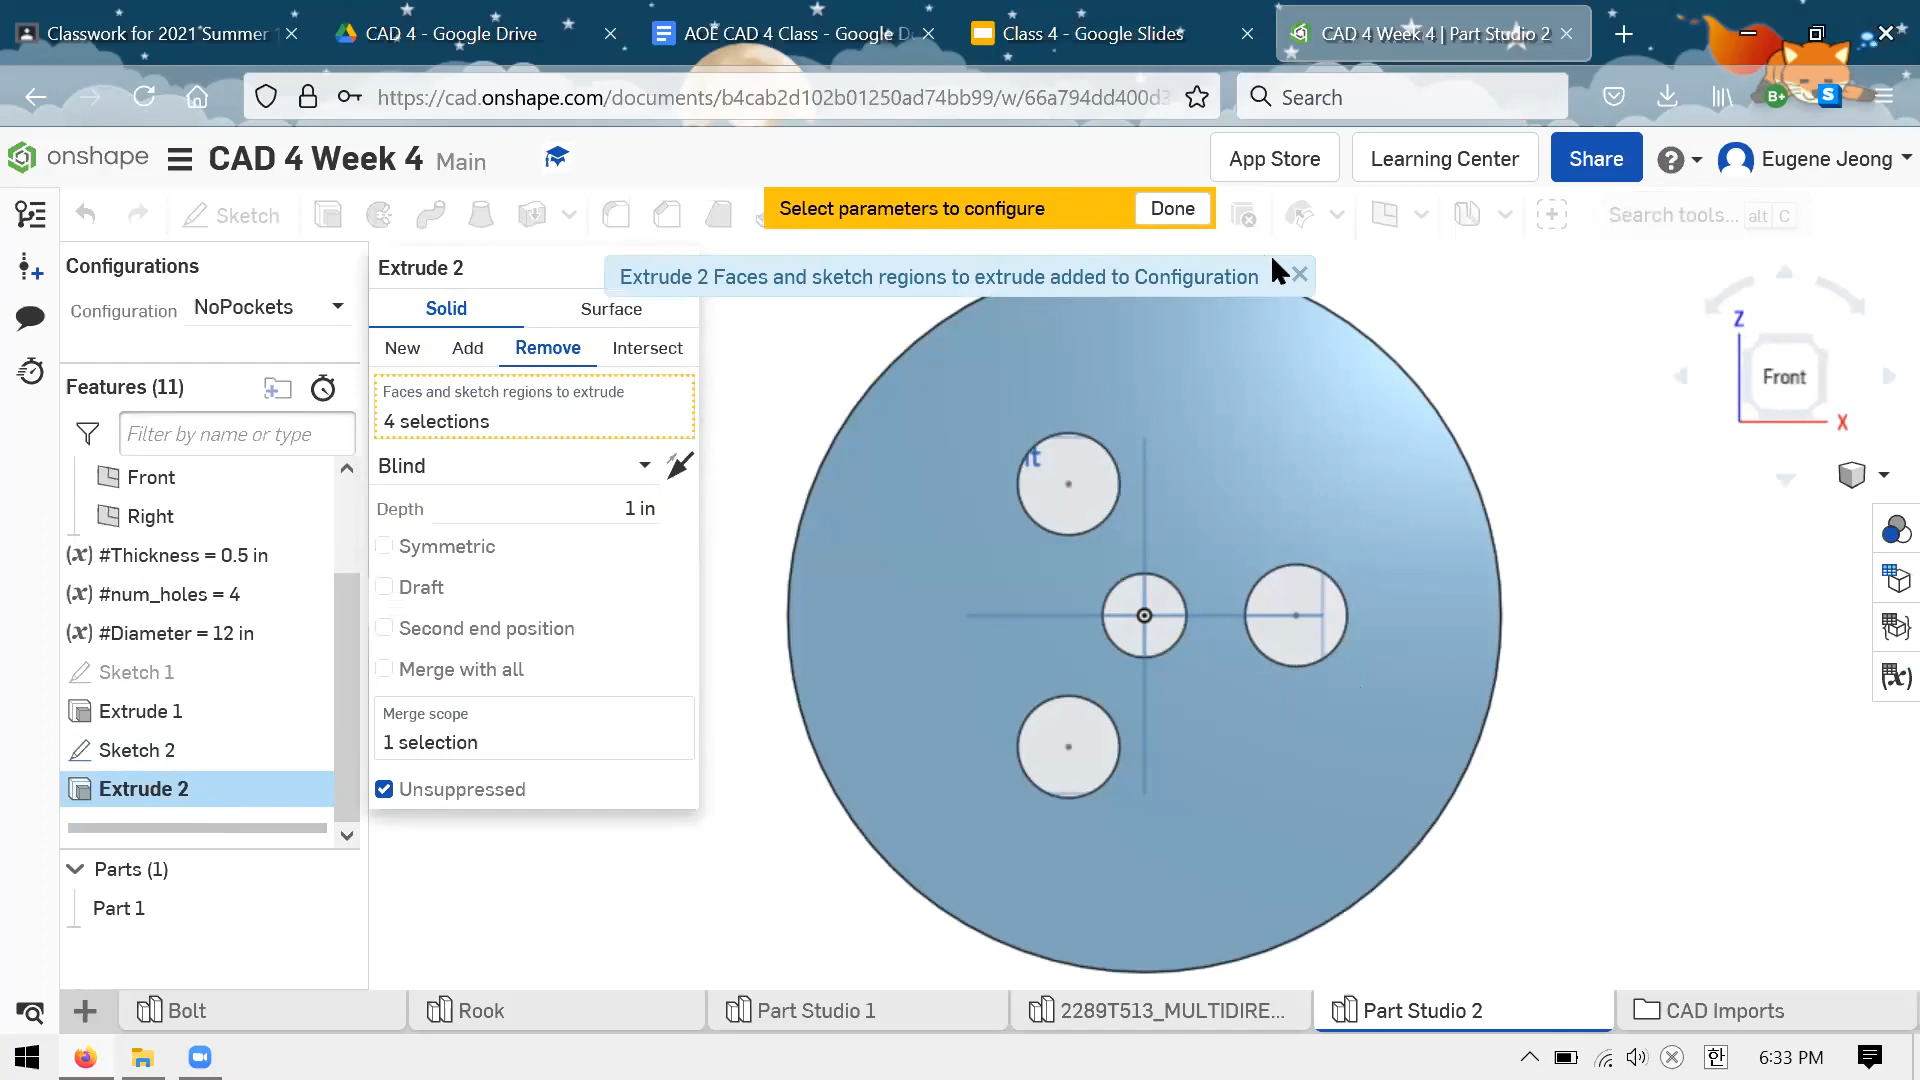 Classwork for 2021 Summer
CAD 4 - Google Drive
AOE CAD 4 Class - Google D
Class 4 - Google Slides
CAD 4 Week 4 | Part Studio 2
https://cad.onshape.com/documents/b4cab2d102b01250ad74bb99/w/66a794dd400d3
Search
B+
S
onshape
CAD 4 Week 4 Main
App Store
Learning Center
Share
Eugene Jeong
Sketch
Select parameters to configure
Done
Search tools... alt C
Configurations
Configuration NoPockets
Features (11)
Filter by name or type
Front
Right
(x) #Thickness = 0.5 in
(x) #num_holes = 4
(x) #Diameter = 12 in
Sketch 1
Extrude 1
Sketch 2
Extrude 2
Parts (1)
Part 1
Extrude 2
Extrude 2 Faces and sketch regions to extrude added to Configuration
Solid
Surface
New
Add
Remove
Intersect
Faces and sketch regions to extrude
4 selections
Blind
Depth 1 in
Symmetric
Draft
Second end position
Merge with all
Merge scope
1 selection
Unsuppressed
Z
Front
X
Bolt
Rook
Part Studio 1
2289T513_MULTIDIRE...
Part Studio 2
CAD Imports
한
6:33 PM